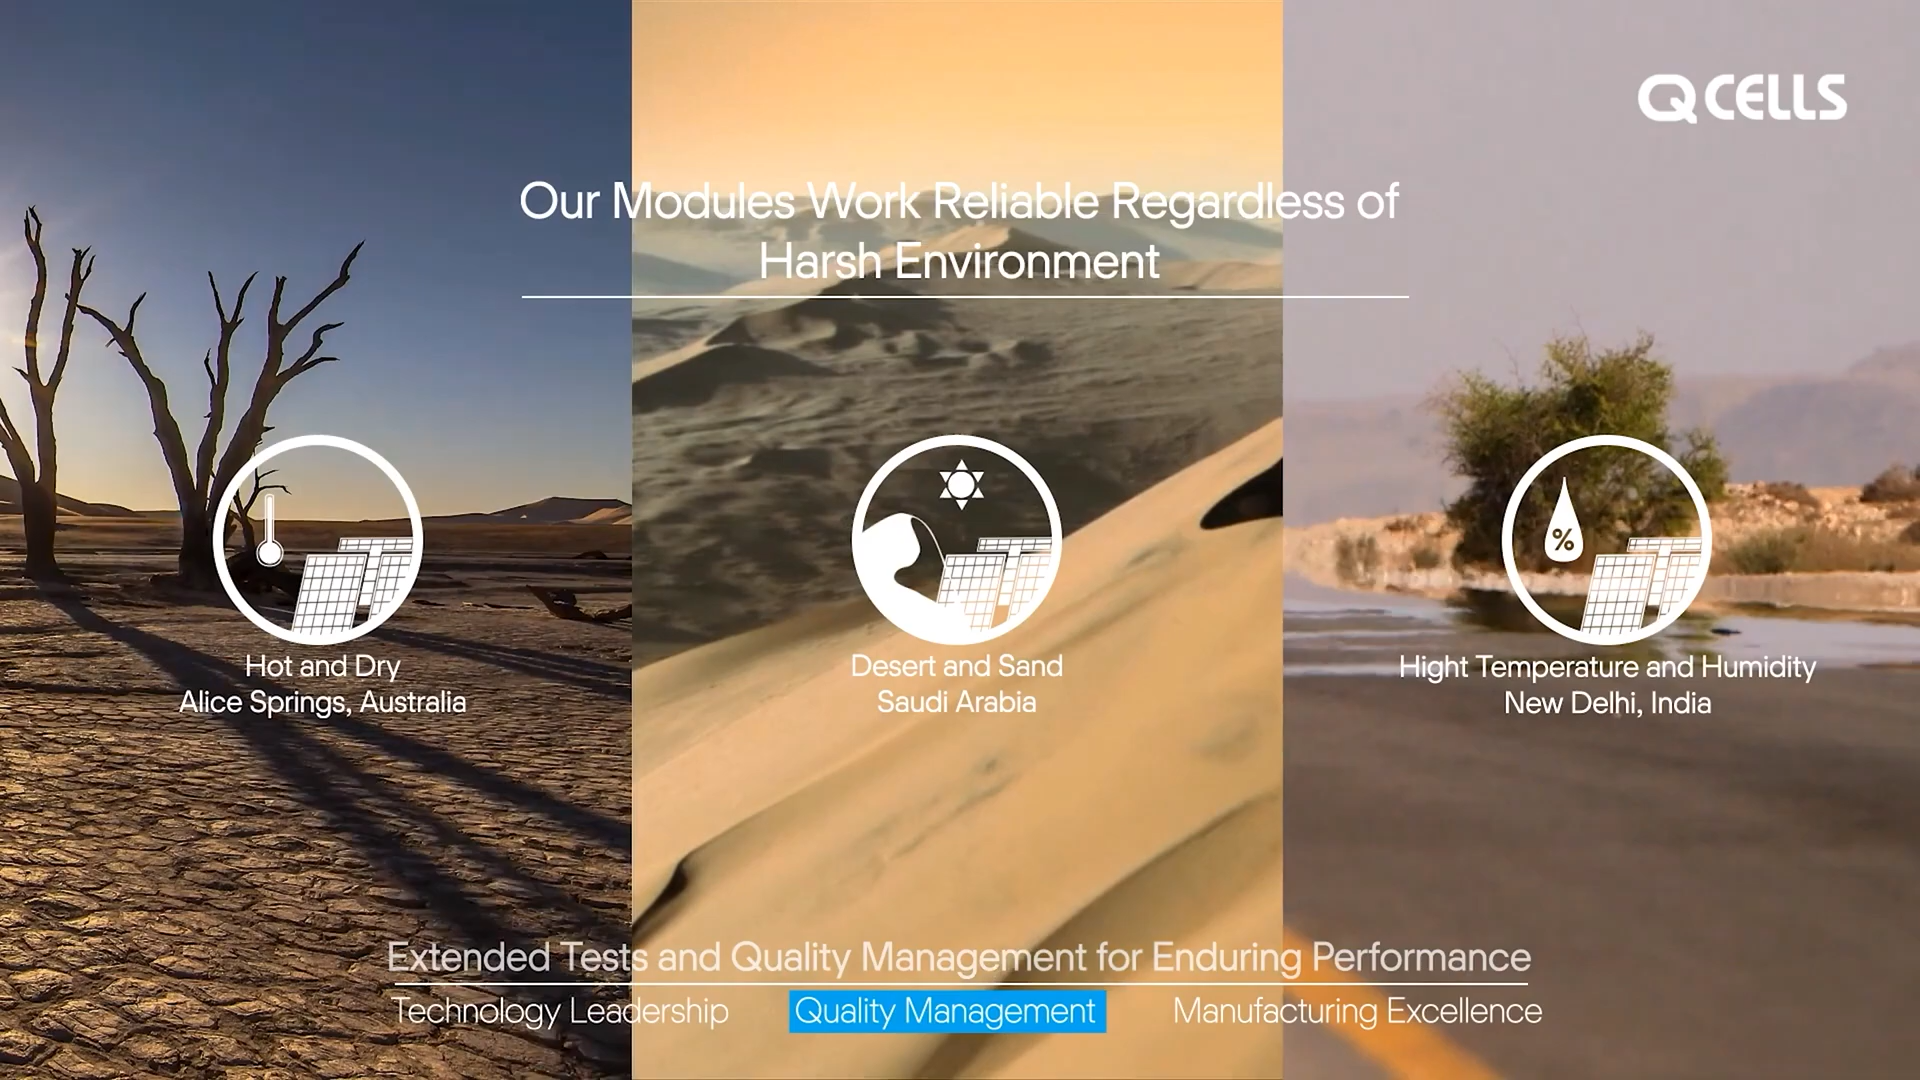 Q CELLS
Our Modules Work Reliable Regardless of
Harsh Environment
%
%
Hot and Dry
Alice Springs, Australia
Desert and Sand
Saudi Arabia
Hight Temperature and Humidity
New Delhi, India
Extended Tests and Quality Management for Enduring Performance
Technology Leadership
Quality Management
Manufacturing Excellence